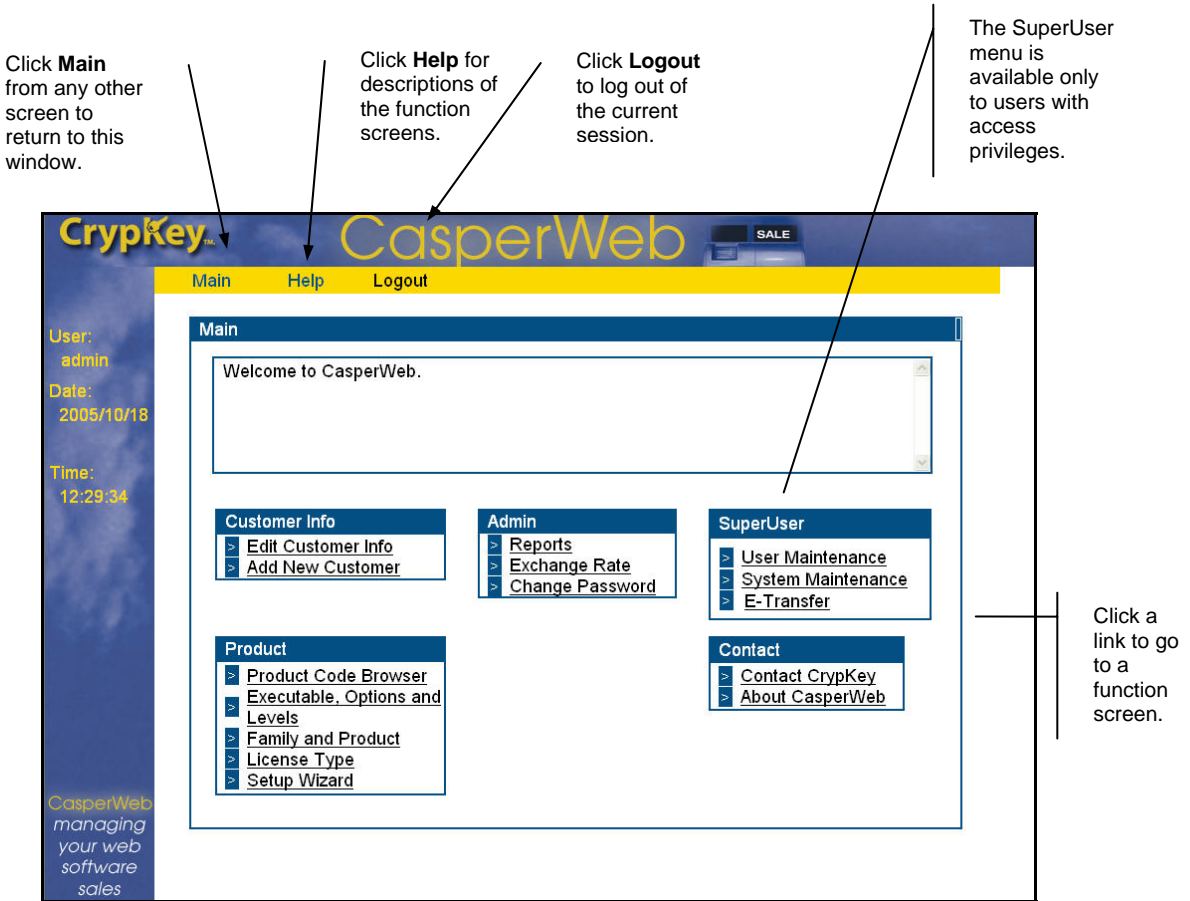 Click Main
from any other
screen to
return to this
window.
Click Help for
descriptions of
the function
screens.
Click Logout
to log out of
the current
session.
The SuperUser
menu is
available only
to users with
access
privileges.
CrypKey™
CasperWeb
SALE
Main Help Logout
User:
admin
Date:
2005/10/18
Time:
12:29:34
Main
Welcome to CasperWeb.
Customer Info
> Edit Customer Info
> Add New Customer
Admin
> Reports
> Exchange Rate
> Change Password
SuperUser
> User Maintenance
> System Maintenance
> E-Transfer
Product
> Product Code Browser
> Executable, Options and
Levels
> Family and Product
> License Type
> Setup Wizard
Contact
> Contact CrypKey
> About CasperWeb
Click a
link to go
to a
function
screen.
CasperWeb
managing
your web
software
sales